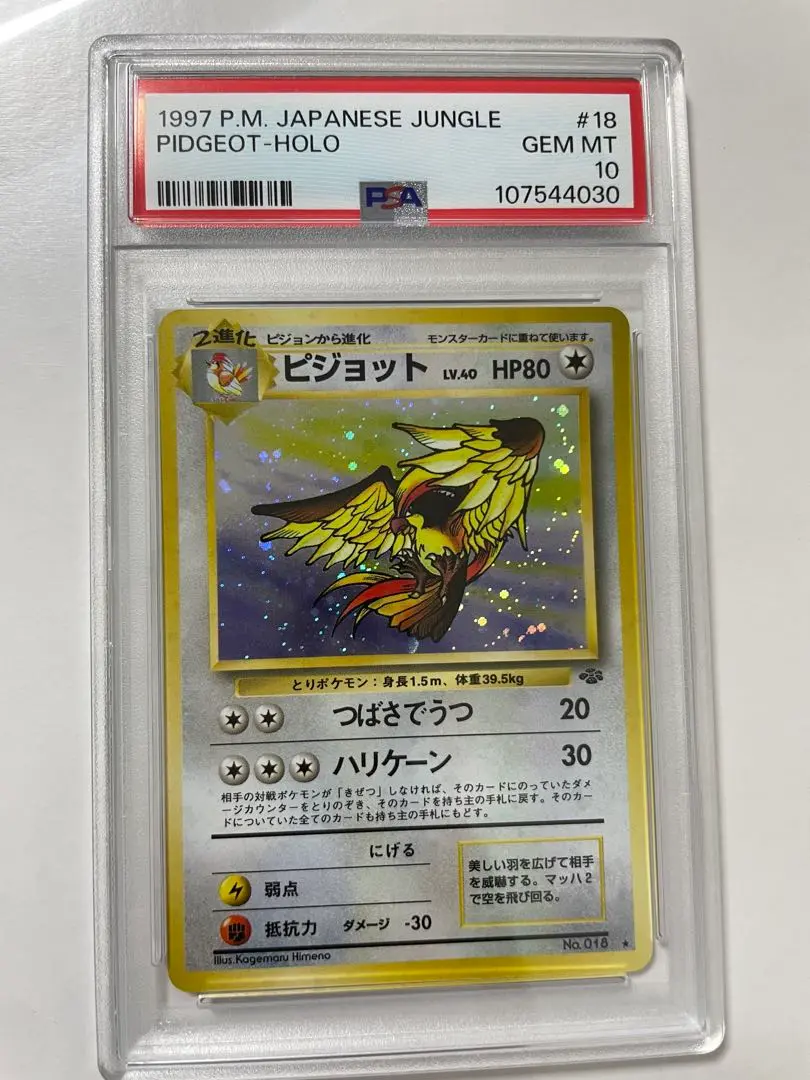 1997 P.M. JAPANESE JUNGLE #18
PIDGEOT-HOLO GEM MT
10
PSA 107544030
2進化 ピジョンから進化 モンスターカードに重ねて使います。
ピジョット LV.40 HP80
とりポケモン：身長1.5m、体重39.5kg
つばさでうつ 20
ハリケーン 30
相手の対戦ポケモンが「きぜつ」しなければ、そのカードにのっていたダメ
ージカウンターをとりのぞき、そのカードを持ち主の手札に戻す。そのカー
ドについていた全てのカードも持ち主の手札にもどす。
にげる
弱点
抵抗力 ダメージ -30
美しい羽を広げて相手
を威嚇する。マッハ2
で空を飛び回る。
No.018
Illus.Kagemaru Himeno